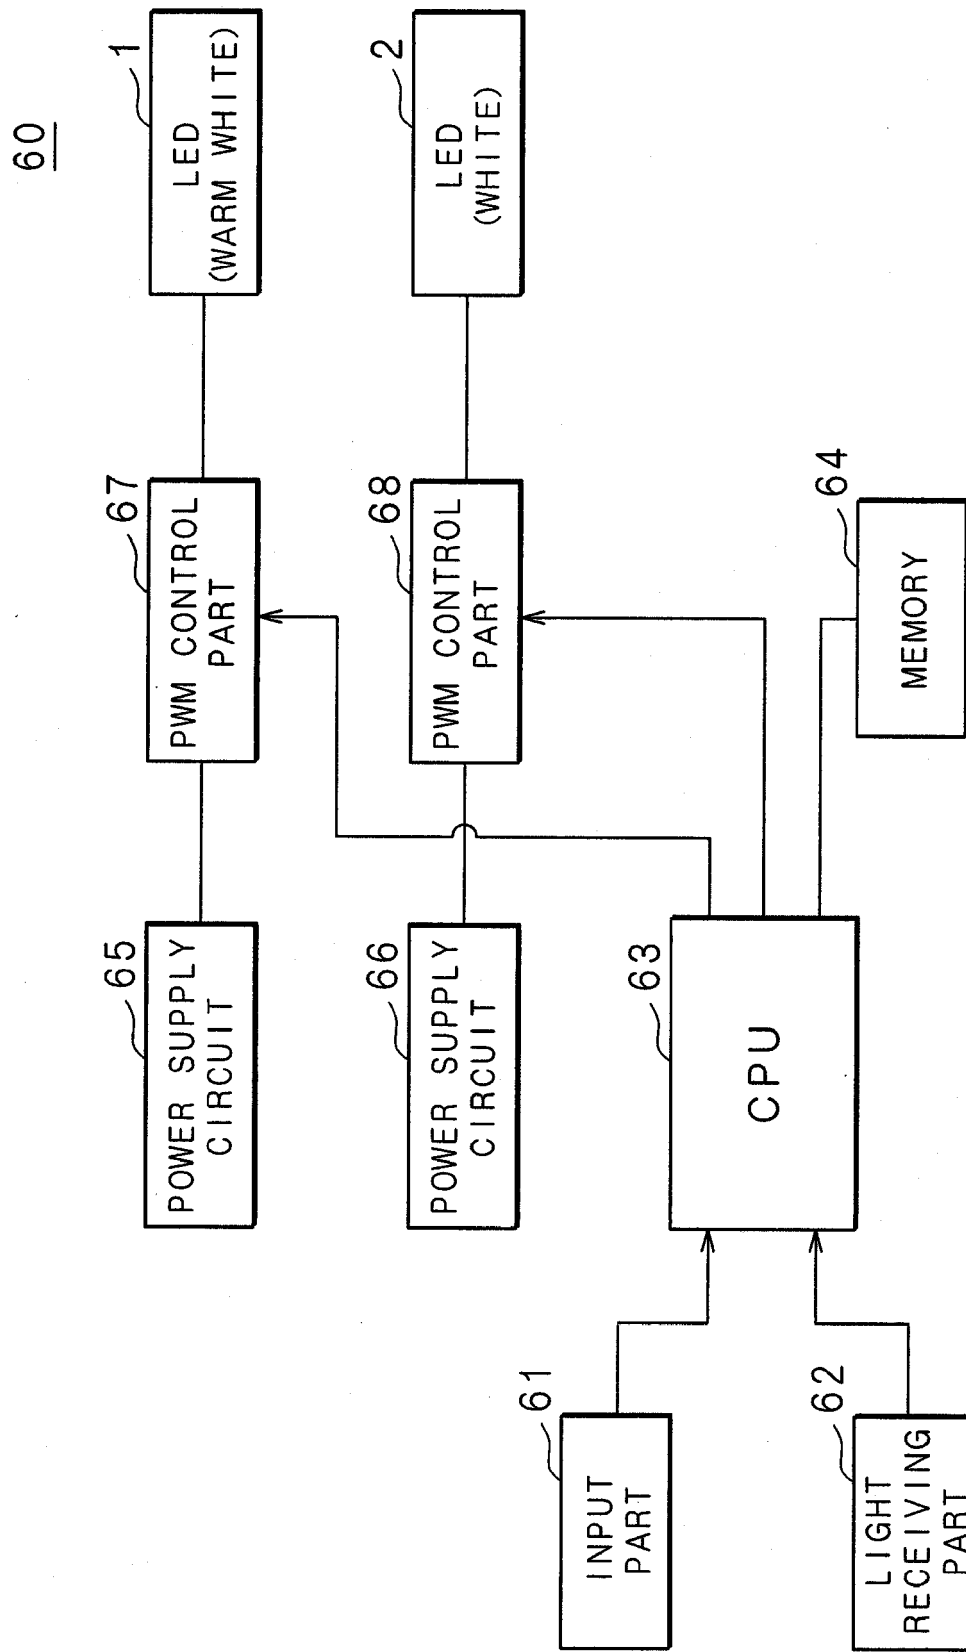 60
1
LED
(WARM WHITE)
2
LED
(WHITE)
67
PWM CONTROL
PART
68
PWM CONTROL
PART
64
MEMORY
65
POWER SUPPLY
CIRCUIT
66
POWER SUPPLY
CIRCUIT
63
CPU
61
INPUT
PART
62
LIGHT
RECEIVING
PART